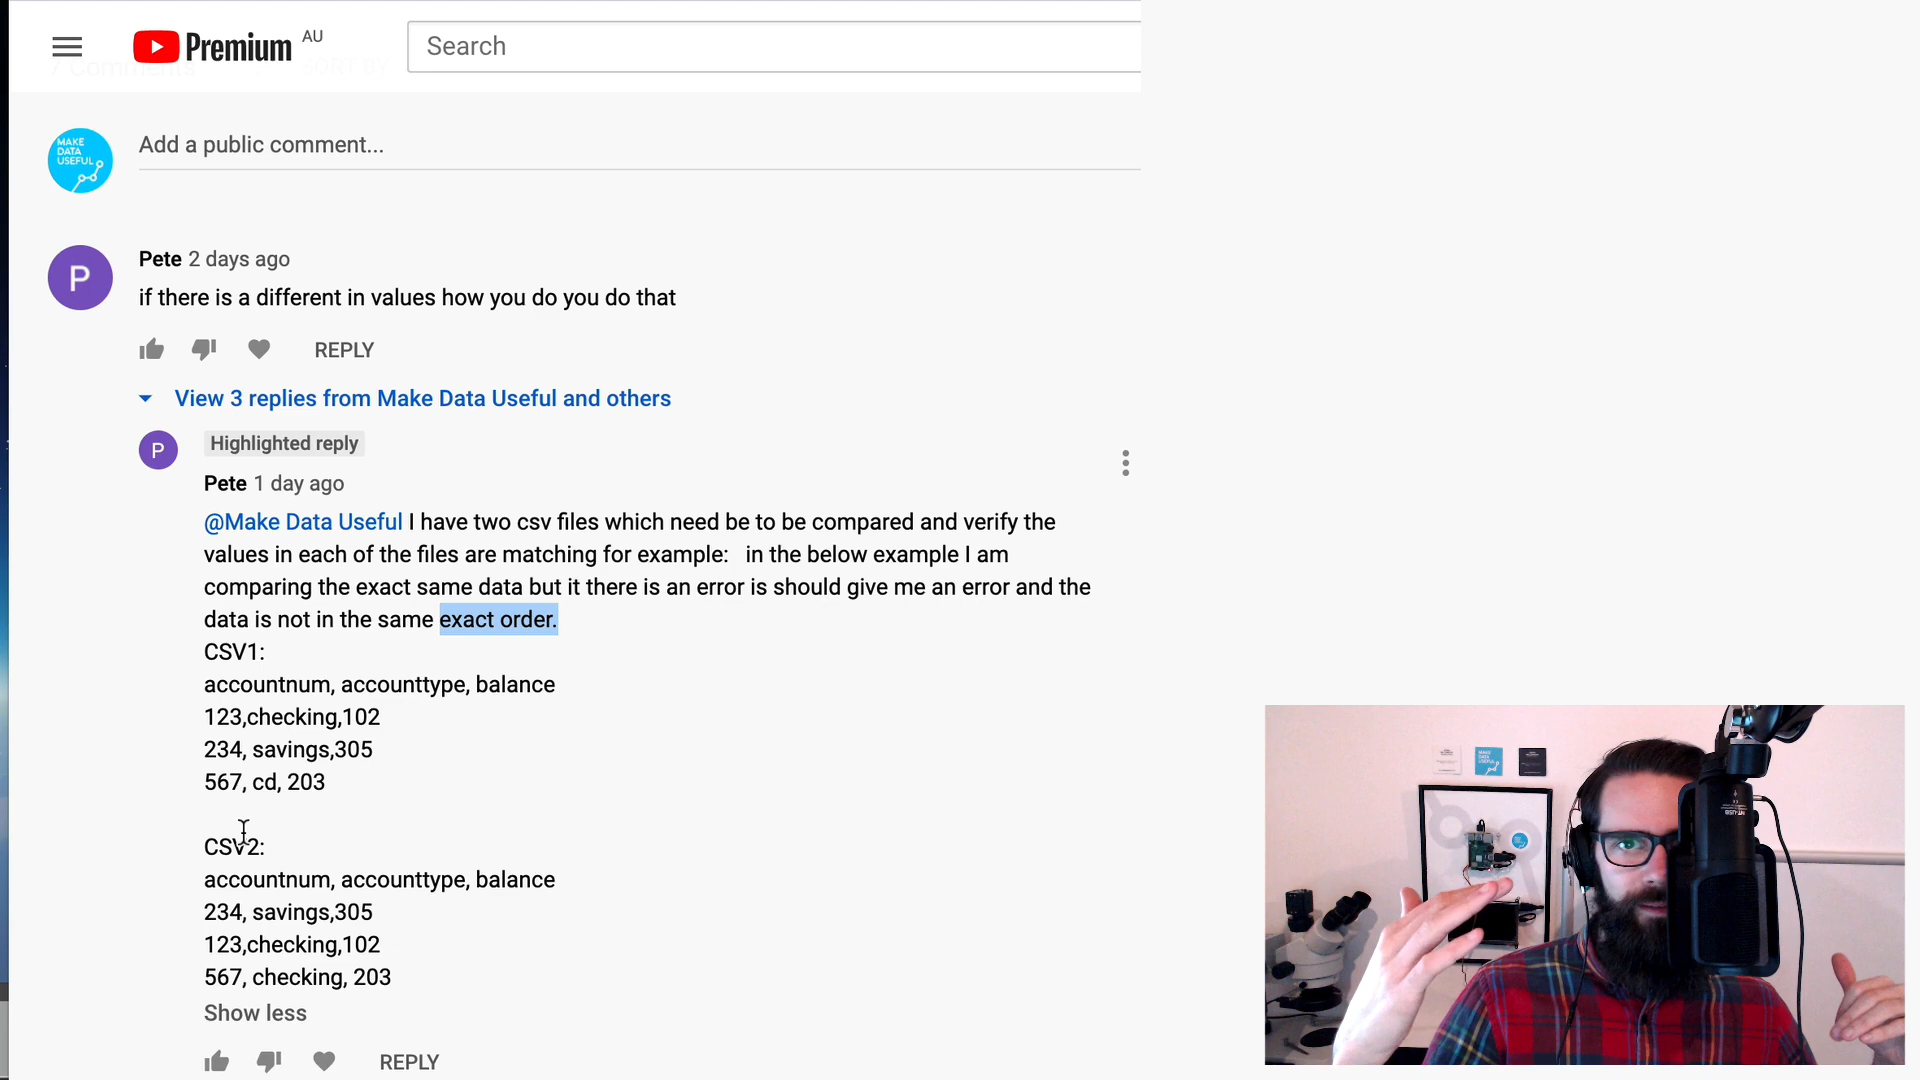 Premium AU
Search
Add a public comment...
MAKE
DATA
USEFUL
Pete 2 days ago
P
if there is a different in values how you do you do that
REPLY
View 3 replies from Make Data Useful and others
P
Highlighted reply
Pete 1 day ago
@Make Data Useful I have two csv files which need be to be compared and verify the
values in each of the files are matching for example: in the below example I am
comparing the exact same data but it there is an error is should give me an error and the
data is not in the same exact order.
CSV1:
accountnum, accounttype, balance
123,checking,102
234, savings,305
567, cd, 203
CSV2:
accountnum, accounttype, balance
234, savings,305
123,checking,102
567, checking, 203
Show less
REPLY